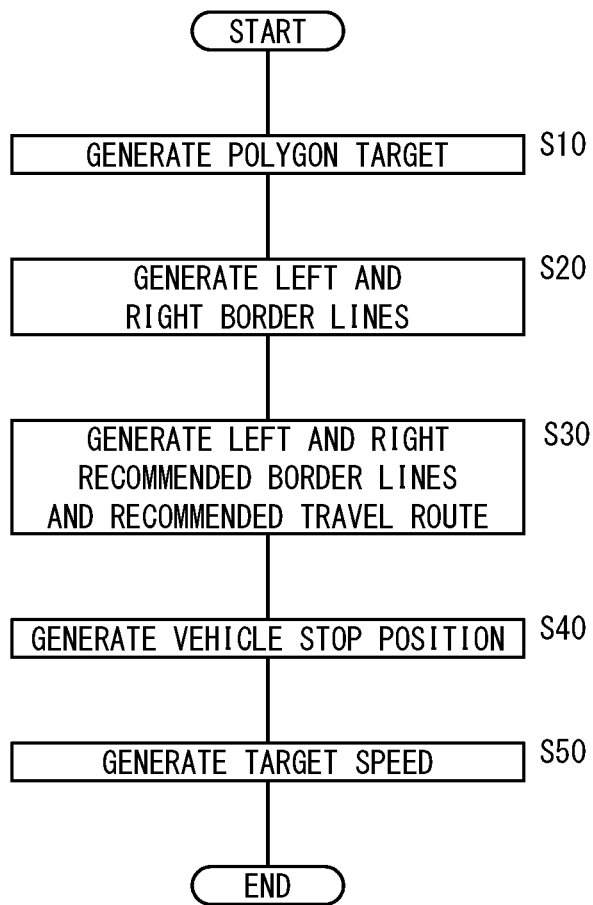 START
GENERATE POLYGON TARGET
S10
GENERATE LEFT AND
RIGHT BORDER LINES
S20
GENERATE LEFT AND RIGHT
RECOMMENDED BORDER LINES
AND RECOMMENDED TRAVEL ROUTE
S30
GENERATE VEHICLE STOP POSITION
S40
GENERATE TARGET SPEED
S50
END